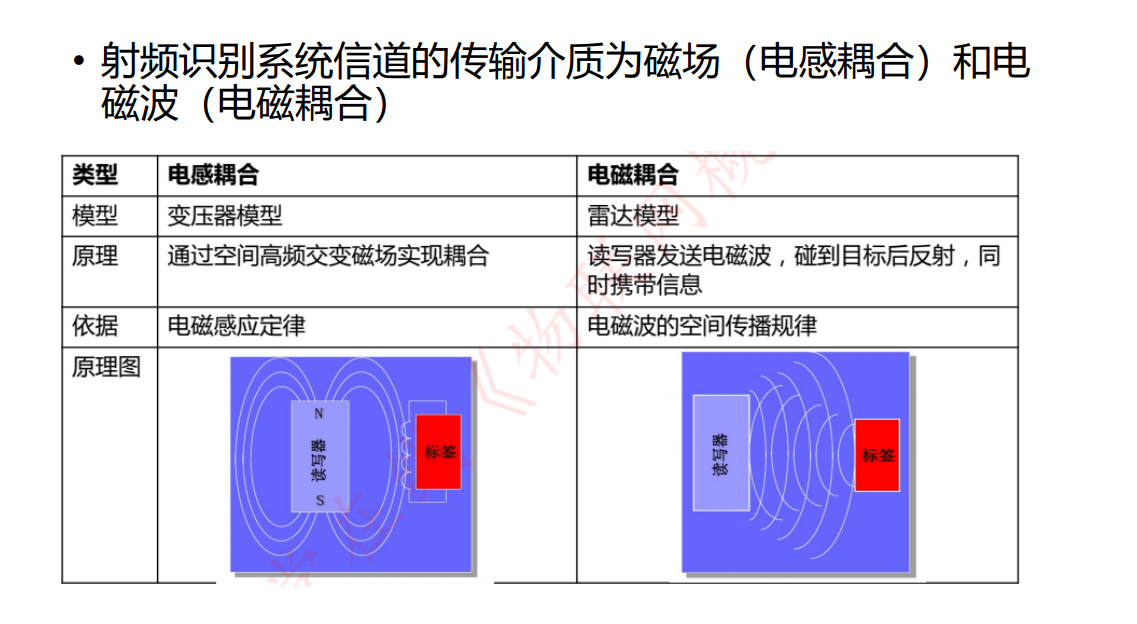 • 射频识别系统信道的传输介质为磁场（电感耦合）和电
磁波（电磁耦合）
类型 电感耦合 电磁耦合
模型 变压器模型 雷达模型
原理 通过空间高频交变磁场实现耦合 读写器发送电磁波，碰到目标后反射，同
时携带信息
依据 电磁感应定律 电磁波的空间传播规律
原理图
N
读写器
S
标签
读写器
标签
《物联网概